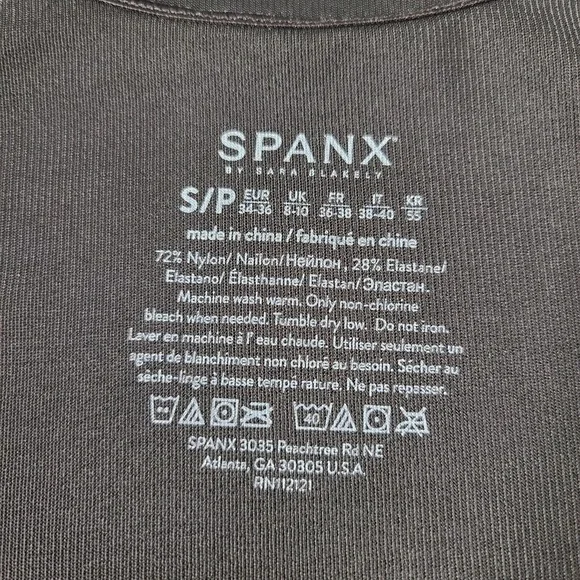 SPANX®
BY SARA BLAKELY
S/P EUR 34-36 UK 8-10 FR 36-38 IT 38-40 KR 55
made in china / fabriqué en chine
72% Nylon/ Naílon/ Нейлон , 28% Elastane/
Elastano/ Élasthanne/ Elastan/ Эластан.
Machine wash warm. Only non-chlorine
bleach when needed. Tumble dry low. Do not iron.
Laver en machine à l' eau chaude. Utiliser seulement un
agent de blanchiment non chloré au besoin. Sécher au
sèche-linge à basse tempé rature. Ne pas repasser.
40
SPANX 3035 Peachtree Rd NE
Atlanta, GA 30305 U.S.A.
RN112121